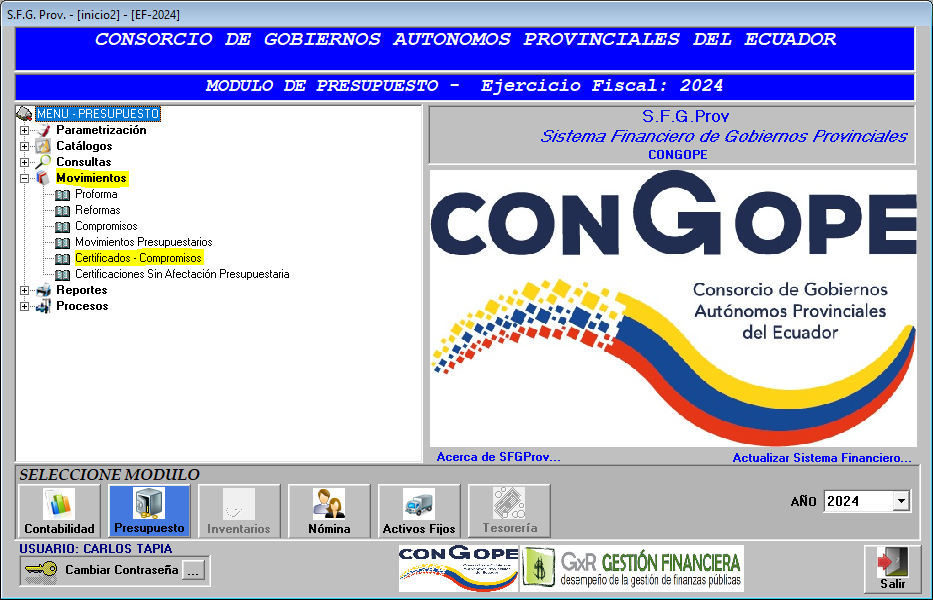 S.F.G. Prov. - [inicio2] - [EF-2024]
CONSORCIO DE GOBIERNOS AUTONOMOS PROVINCIALES DEL ECUADOR
MODULO DE PRESUPUESTO - Ejercicio Fiscal: 2024
MENU - PRESUPUESTO
Parametrización
Catálogos
Consultas
Movimientos
Proforma
Reformas
Compromisos
Movimientos Presupuestarios
Certificados - Compromisos
Certificaciones Sin Afectación Presupuestaria
Reportes
Procesos
S.F.G.Prov
Sistema Financiero de Gobiernos Provinciales
CONGOPE
CONGOPE
Consorcio de Gobiernos
Autónomos Provinciales
del Ecuador
Acerca de SFGProv...
Actualizar Sistema Financiero...
SELECCIONE MODULO
Contabilidad
Presupuesto
Inventarios
Nómina
Activos Fijos
Tesorería
AÑO 2024
USUARIO: CARLOS TAPIA
Cambiar Contraseña ...
CONGOPE
GxR GESTIÓN FINANCIERA
desempeño de la gestión de finanzas públicas
Salir